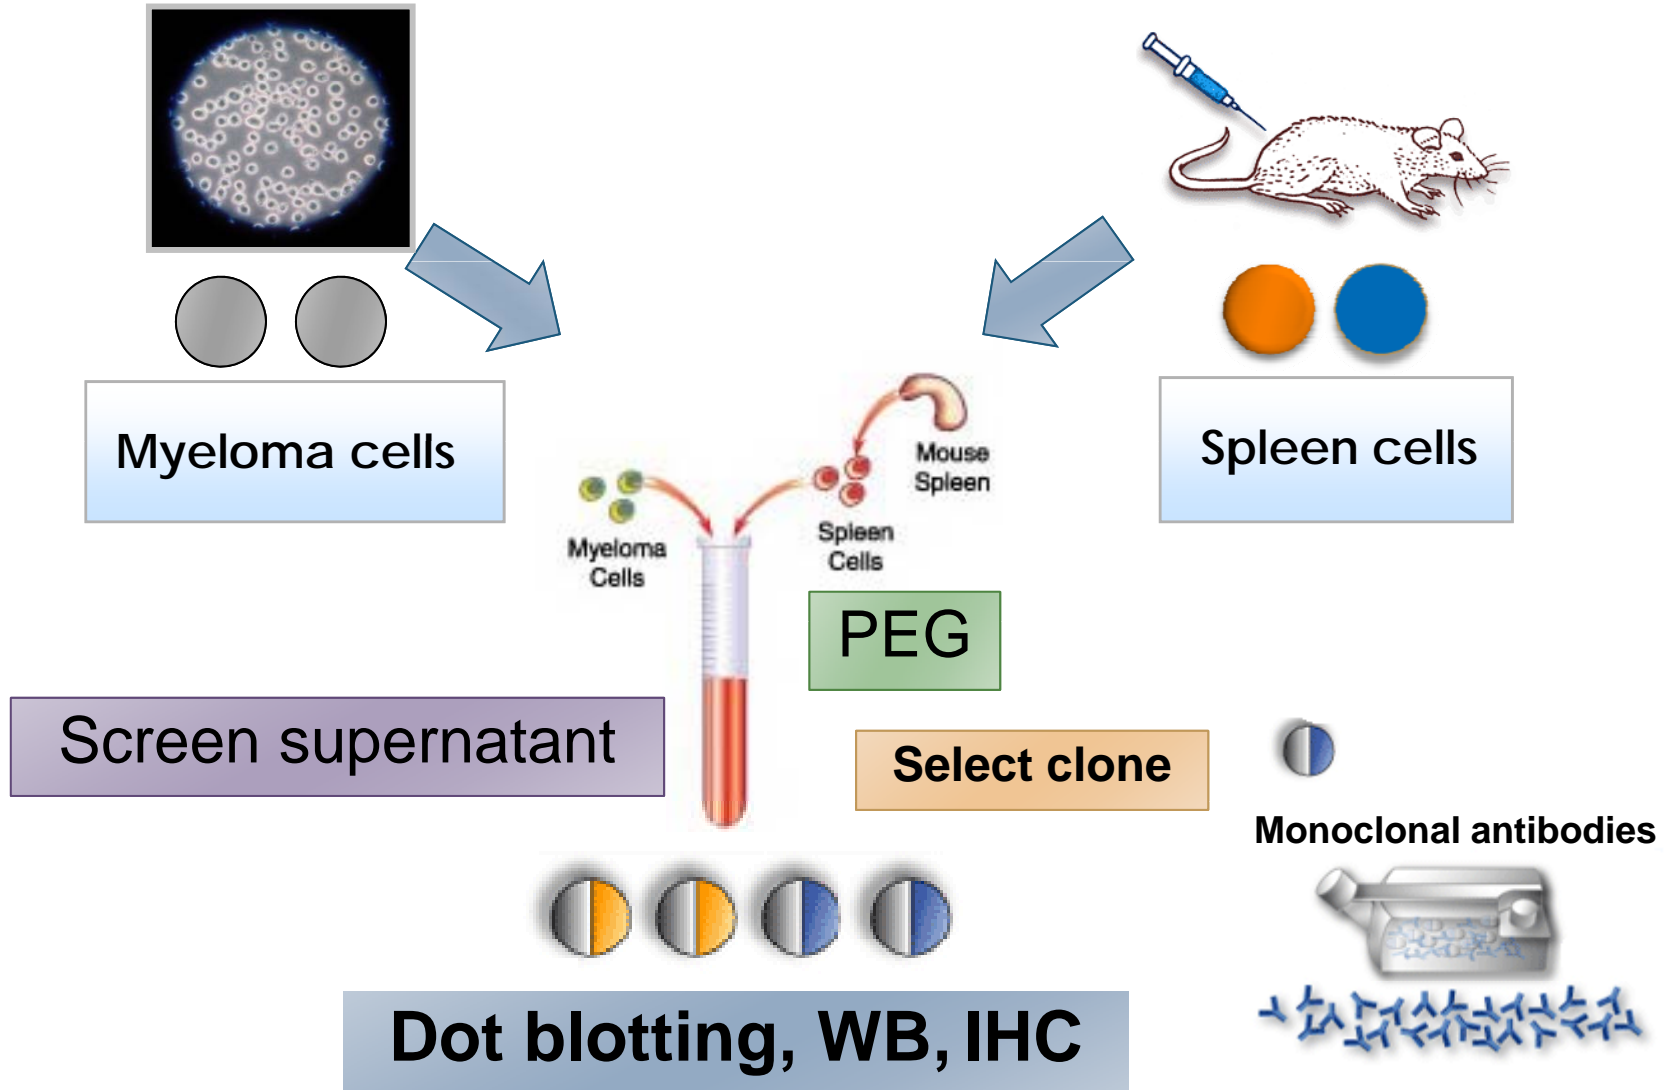 Myeloma cells
Spleen cells
Mouse
Spleen
Myeloma
Cells
Spleen
Cells
PEG
Screen supernatant
Select clone
Monoclonal antibodies
Dot blotting, WB, IHC